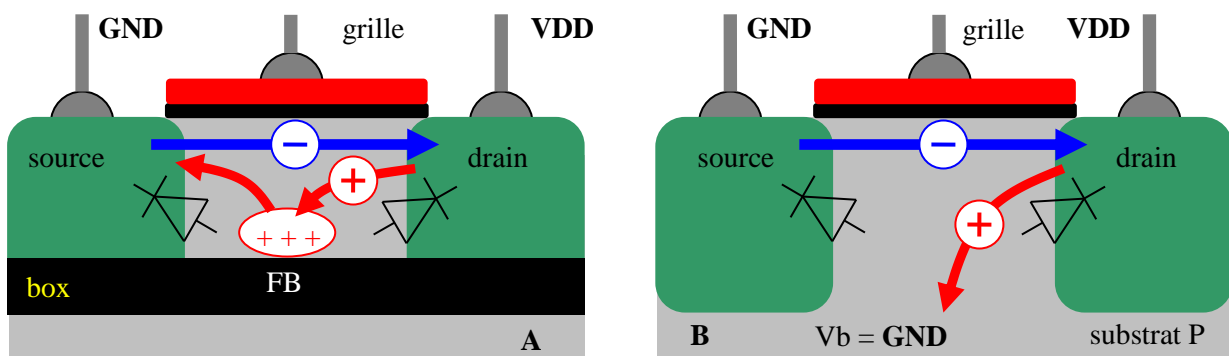 GND
grille
VDD
source
drain
+ + +
FB
box
A
GND
grille
VDD
source
drain
B
Vb = GND
substrat P